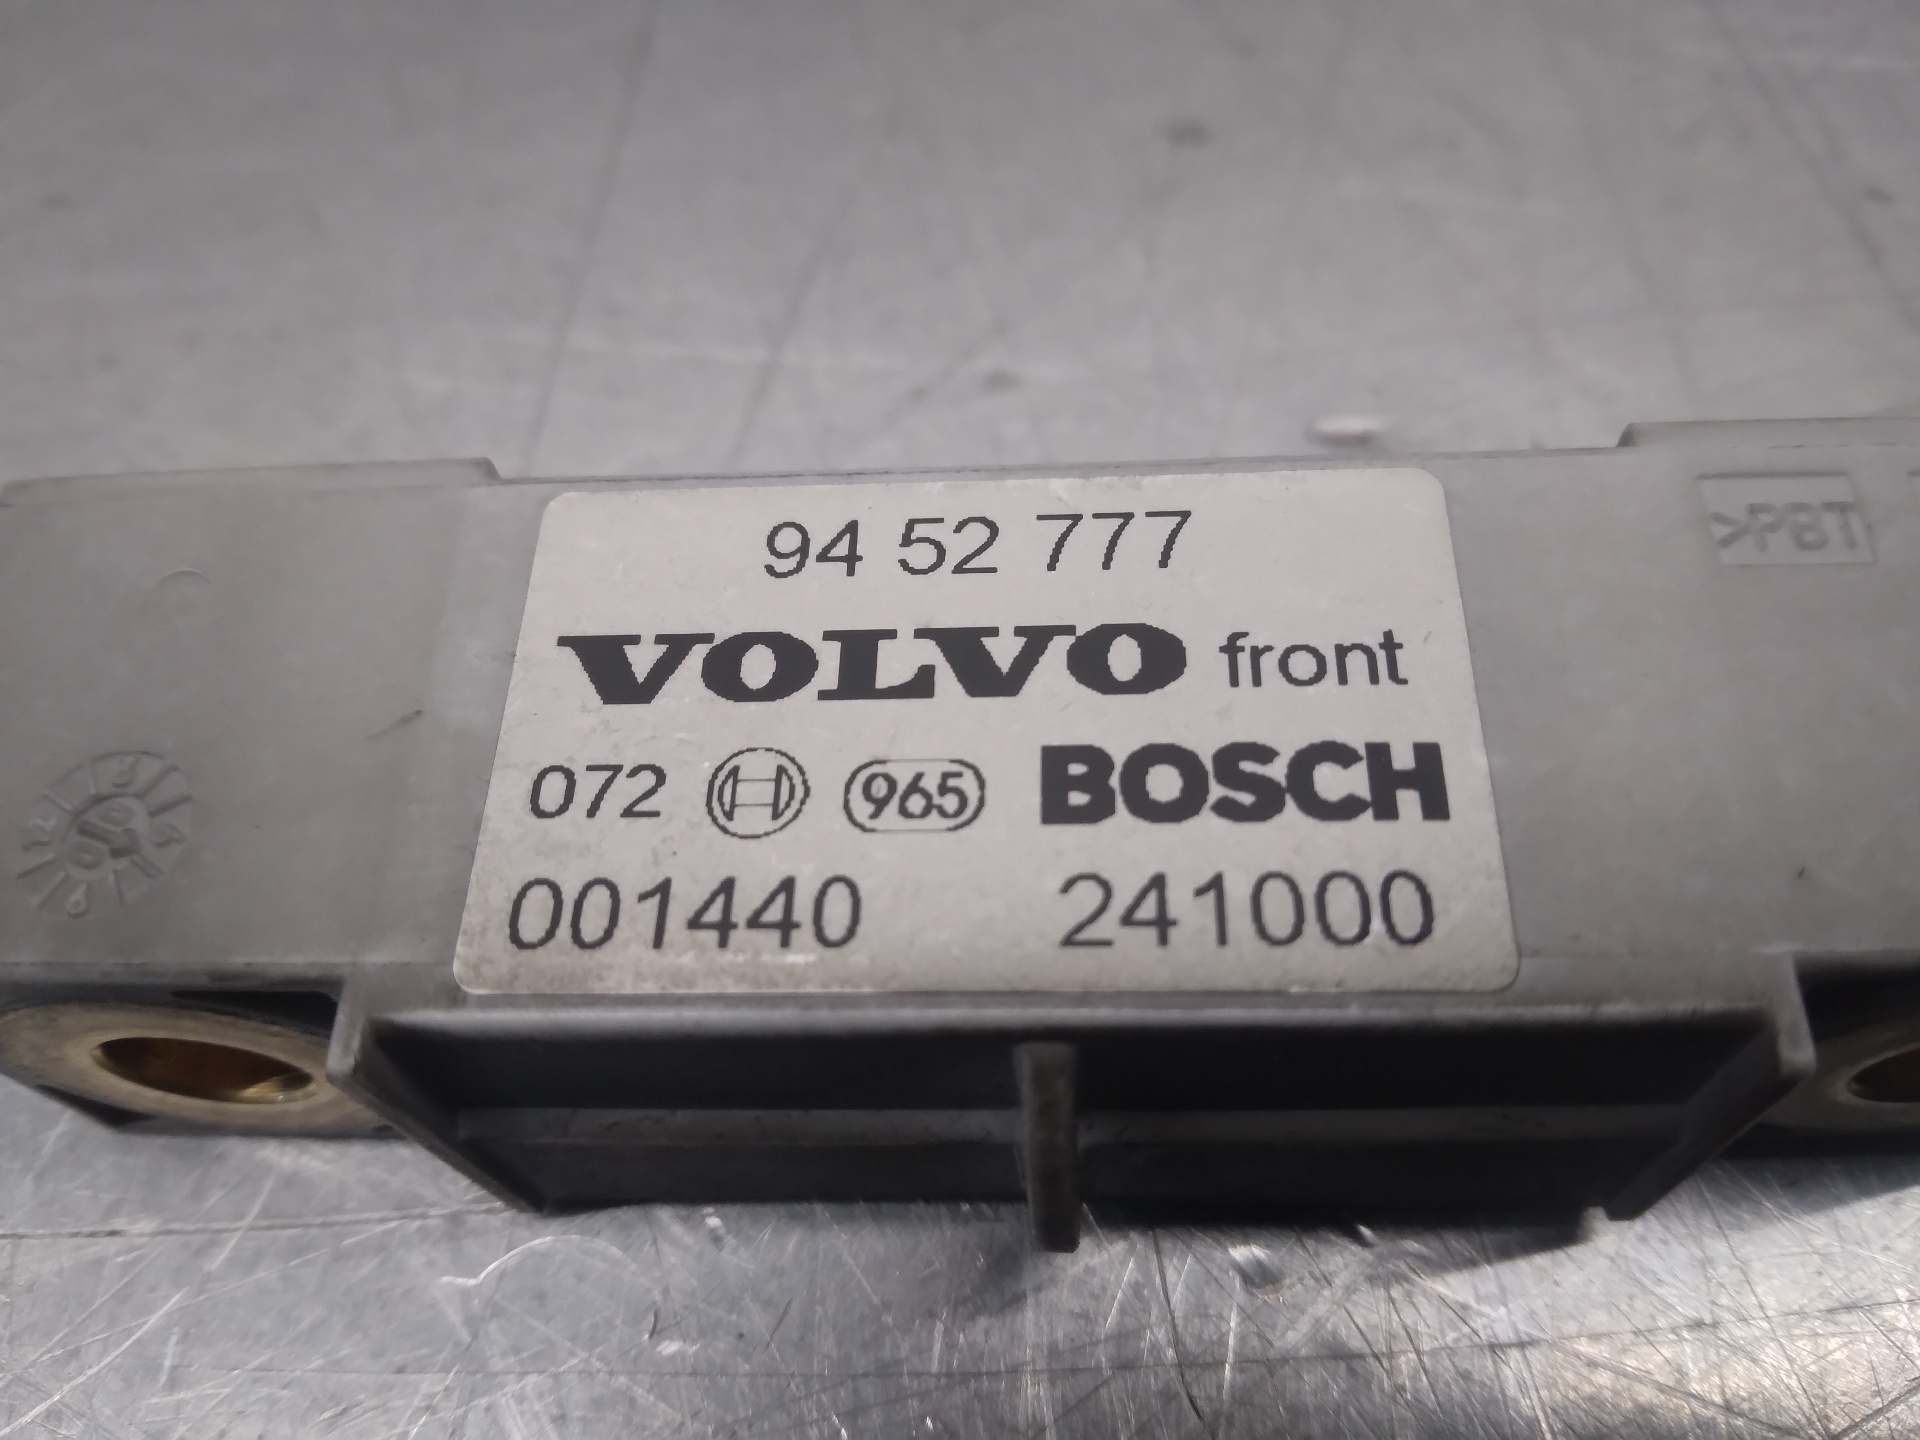 94 52 777
VOLVO front
072 965 BOSCH
001440 241000
>PBT